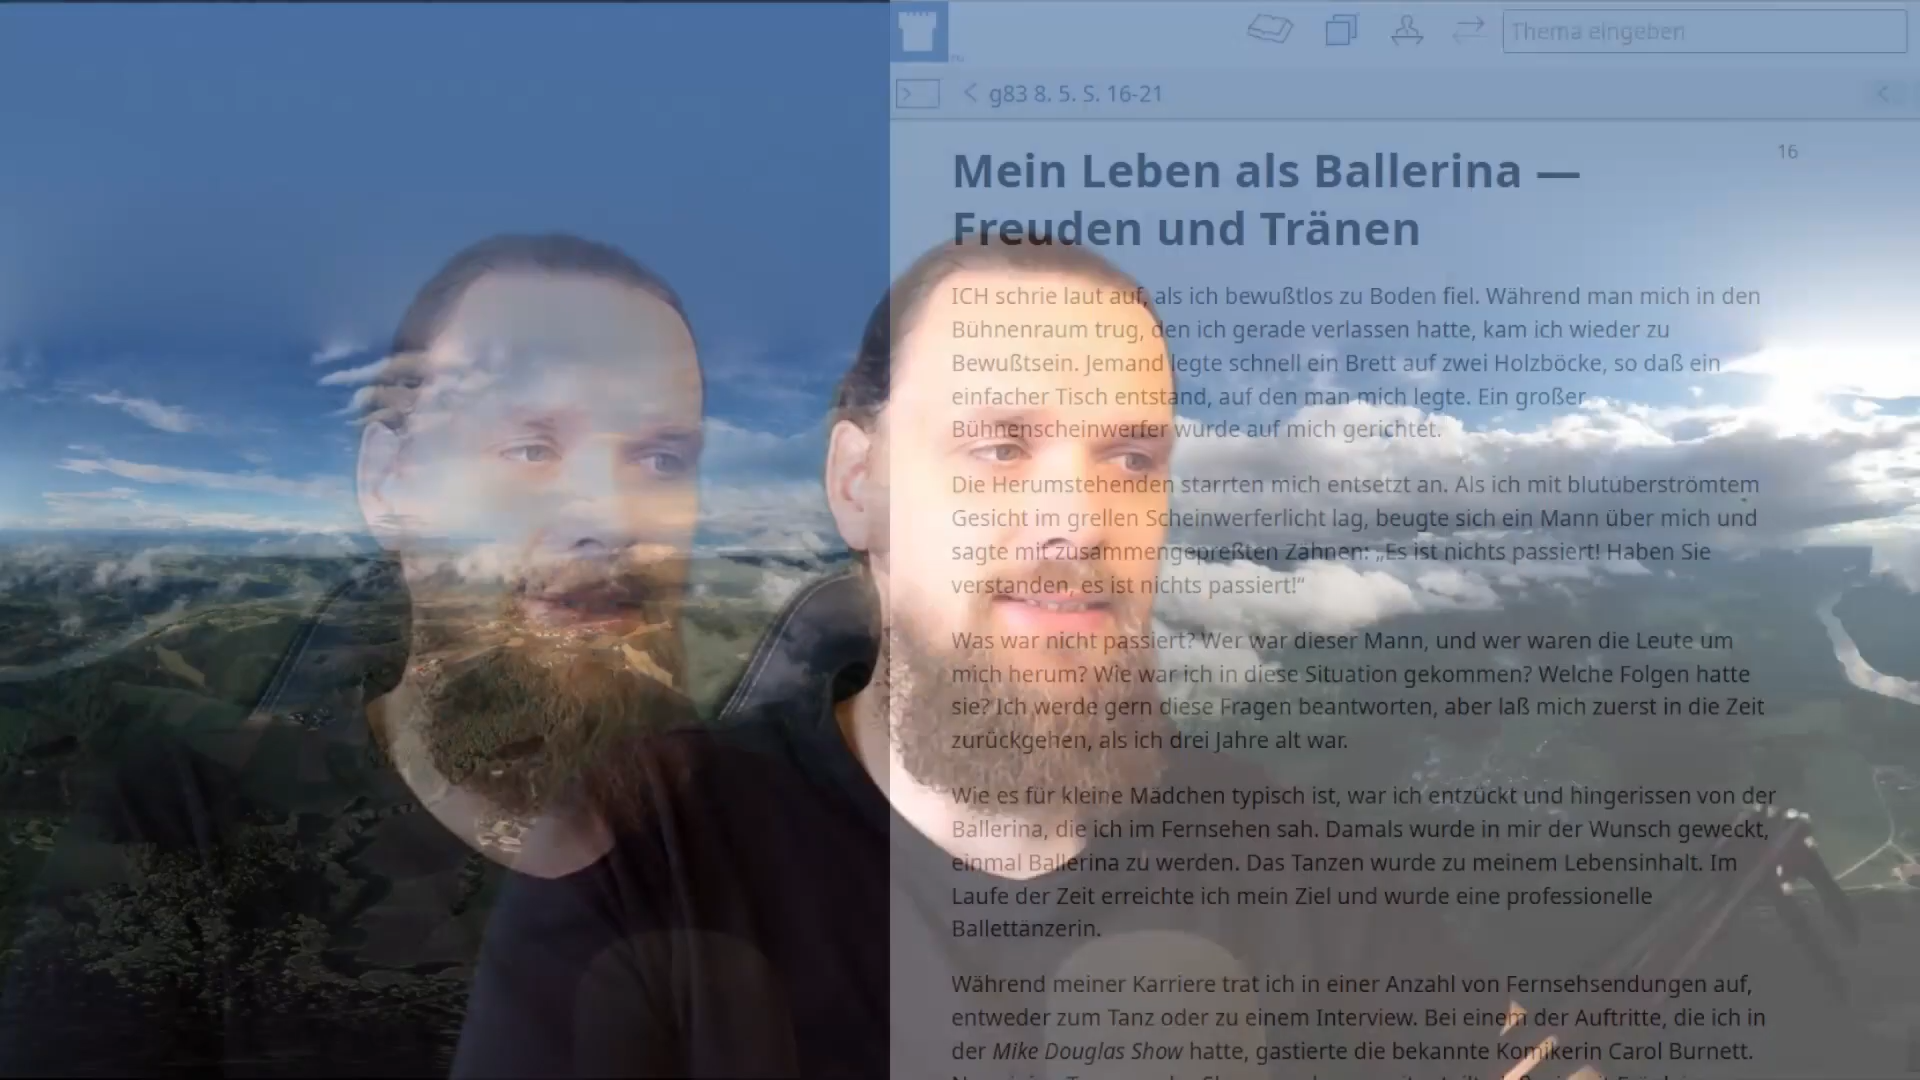 Thema eingeben
g83 8. 5. S. 16-21
16
Mein Leben als Ballerina —
Freuden und Tränen
ICH schrie laut auf, als ich bewußtlos zu Boden fiel. Während man mich in den
Bühnenraum trug, den ich gerade verlassen hatte, kam ich wieder zu
Bewußtsein. Jemand legte schnell ein Brett auf zwei Holzböcke, so daß ein
einfacher Tisch entstand, auf den man mich legte. Ein großer
Bühnenscheinwerfer wurde auf mich gerichtet.
Die Herumstehenden starrten mich entsetzt an. Als ich mit blutüberströmtem
Gesicht im grellen Scheinwerferlicht lag, beugte sich ein Mann über mich und
sagte mit zusammengepreßten Zähnen: „Es ist nichts passiert! Haben Sie
verstanden, es ist nichts passiert!“
Was war nicht passiert? Wer war dieser Mann, und wer waren die Leute um
mich herum? Wie war ich in diese Situation gekommen? Welche Folgen hatte
sie? Ich werde gern diese Fragen beantworten, aber laß mich zuerst in die Zeit
zurückgehen, als ich drei Jahre alt war.
Wie es für kleine Mädchen typisch ist, war ich entzückt und hingerissen von der
Ballerina, die ich im Fernsehen sah. Damals wurde in mir der Wunsch geweckt,
einmal Ballerina zu werden. Das Tanzen wurde zu meinem Lebensinhalt. Im
Laufe der Zeit erreichte ich mein Ziel und wurde eine professionelle
Ballettänzerin.
Während meiner Karriere trat ich in einer Anzahl von Fernsehsendungen auf,
entweder zum Tanz oder zu einem Interview. Bei einem der Auftritte, die ich in
der Mike Douglas Show hatte, gastierte die bekannte Komikerin Carol Burnett.